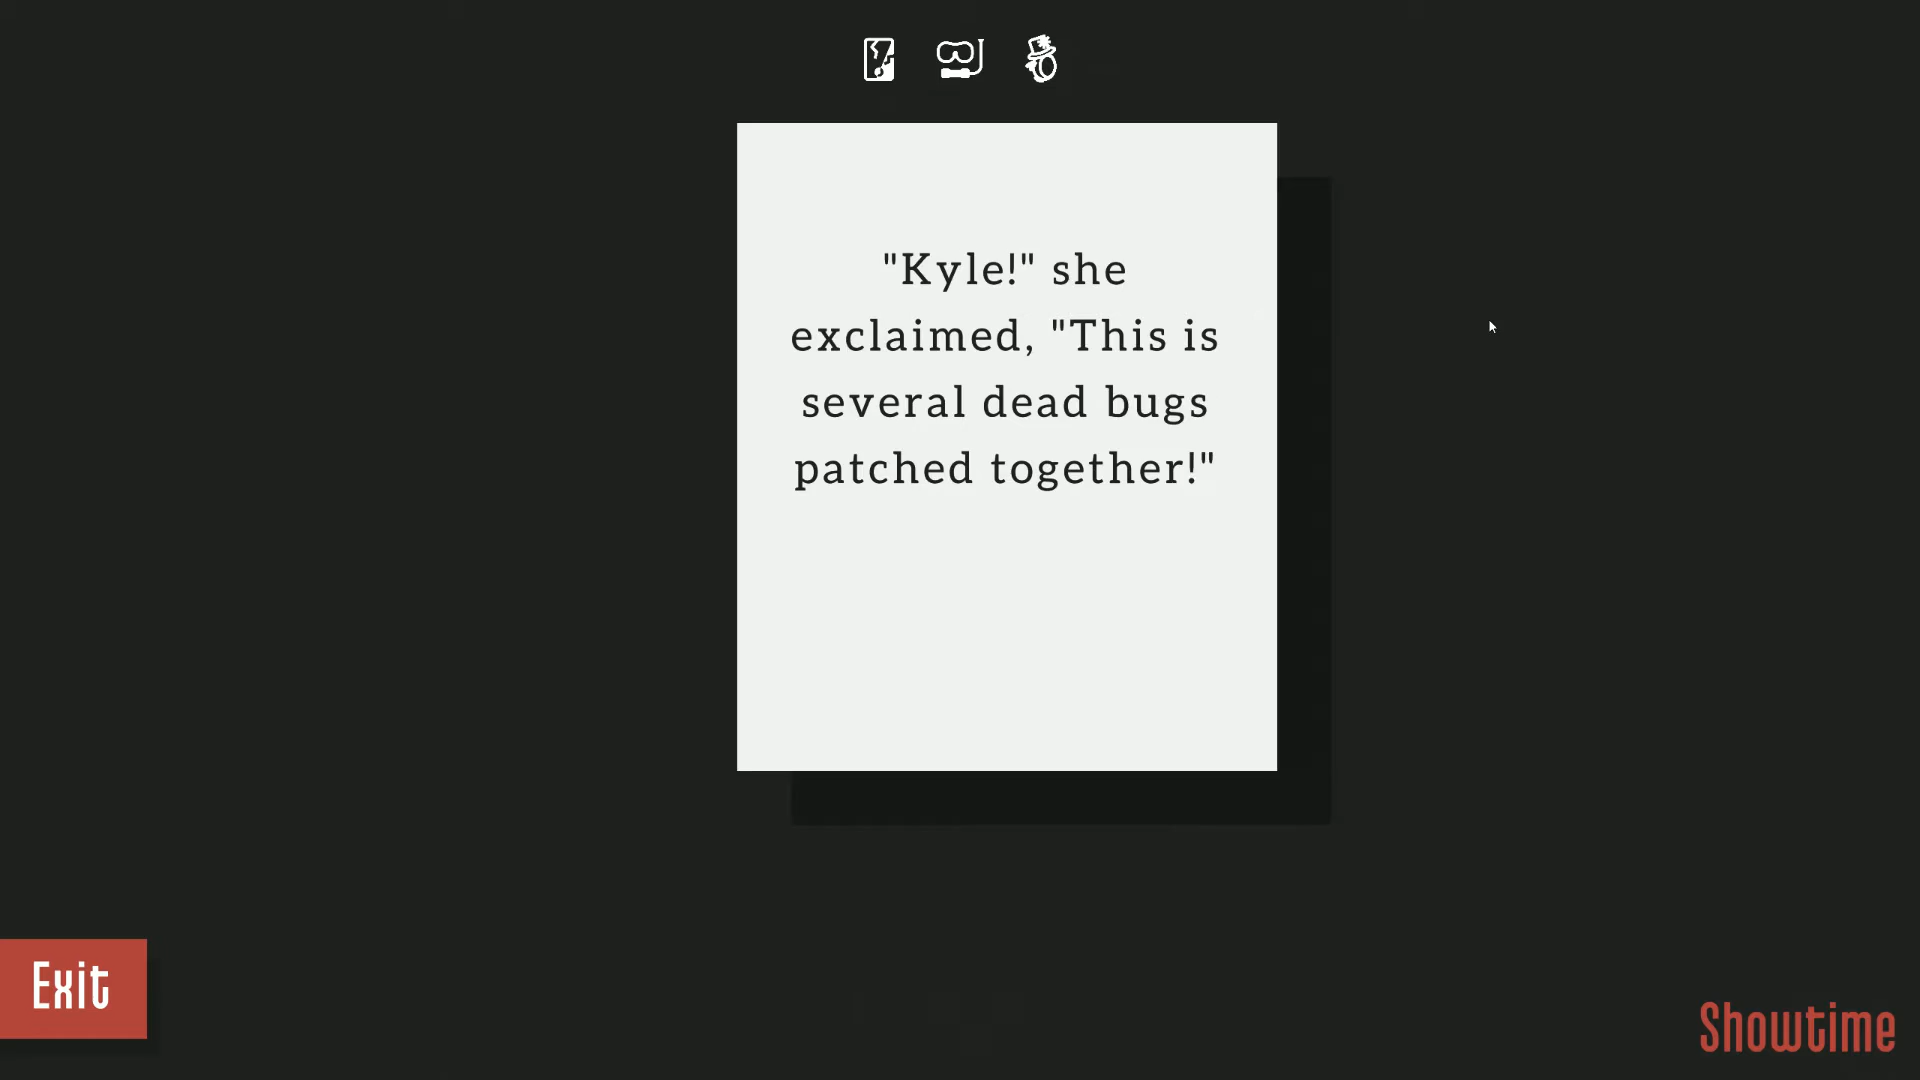 "Kyle!" she
exclaimed, "This is
several dead bugs
patched together!"
Exit
Showtime